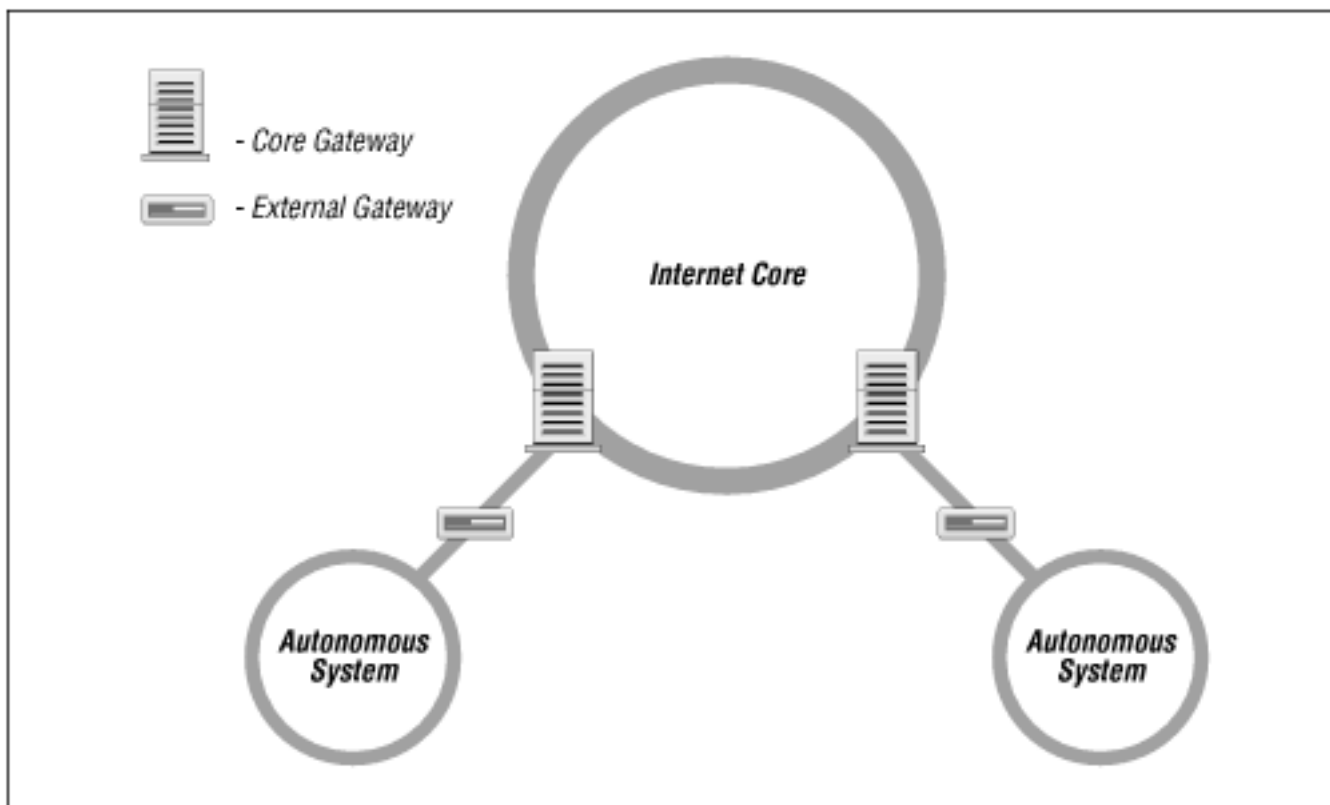 - Core Gateway
- External Gateway
Internet Core
Autonomous
System
Autonomous
System